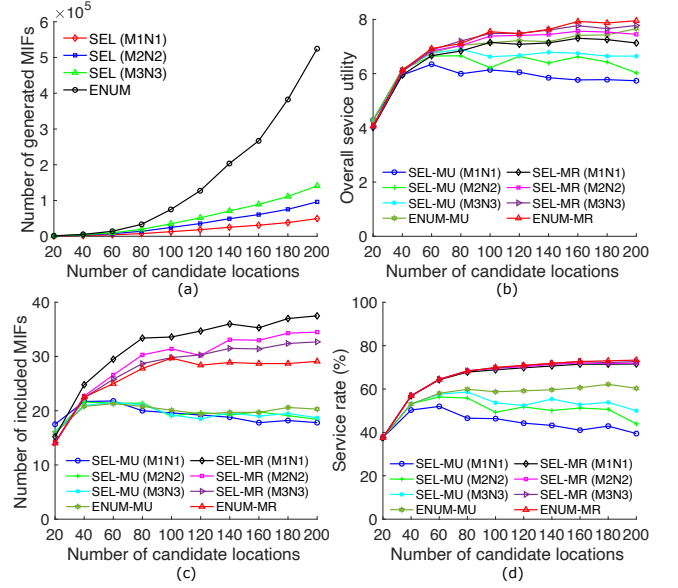 ×10⁵
6
5
4
3
2
1
0
Number of generated MIFs
SEL (M1N1)
SEL (M2N2)
SEL (M3N3)
ENUM
20 40 60 80 100 120 140 160 180 200
Number of candidate locations
(a)
8
6
4
2
0
Overall sevice utility
SEL-MU (M1N1)
SEL-MU (M2N2)
SEL-MU (M3N3)
ENUM-MU
SEL-MR (M1N1)
SEL-MR (M2N2)
SEL-MR (M3N3)
ENUM-MR
20 40 60 80 100 120 140 160 180 200
Number of candidate locations
(b)
40
30
20
10
0
Number of included MIFs
SEL-MU (M1N1)
SEL-MU (M2N2)
SEL-MU (M3N3)
ENUM-MU
SEL-MR (M1N1)
SEL-MR (M2N2)
SEL-MR (M3N3)
ENUM-MR
20 40 60 80 100 120 140 160 180 200
Number of candidate locations
(c)
100
80
60
40
20
0
Service rate (%)
SEL-MU (M1N1)
SEL-MU (M2N2)
SEL-MU (M3N3)
ENUM-MU
SEL-MR (M1N1)
SEL-MR (M2N2)
SEL-MR (M3N3)
ENUM-MR
20 40 60 80 100 120 140 160 180 200
Number of candidate locations
(d)